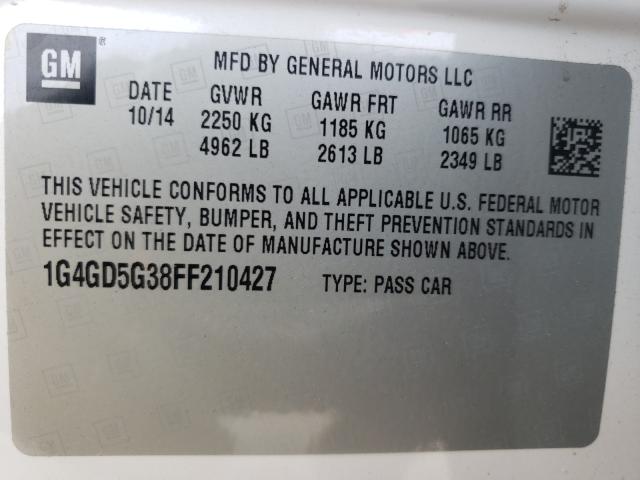 GM ®
MFD BY GENERAL MOTORS LLC
DATE GVWR GAWR FRT GAWR RR
10/14 2250 KG 1185 KG 1065 KG
4962 LB 2613 LB 2349 LB
THIS VEHICLE CONFORMS TO ALL APPLICABLE U.S. FEDERAL MOTOR
VEHICLE SAFETY, BUMPER, AND THEFT PREVENTION STANDARDS IN
EFFECT ON THE DATE OF MANUFACTURE SHOWN ABOVE.
1G4GD5G38FF210427 TYPE: PASS CAR